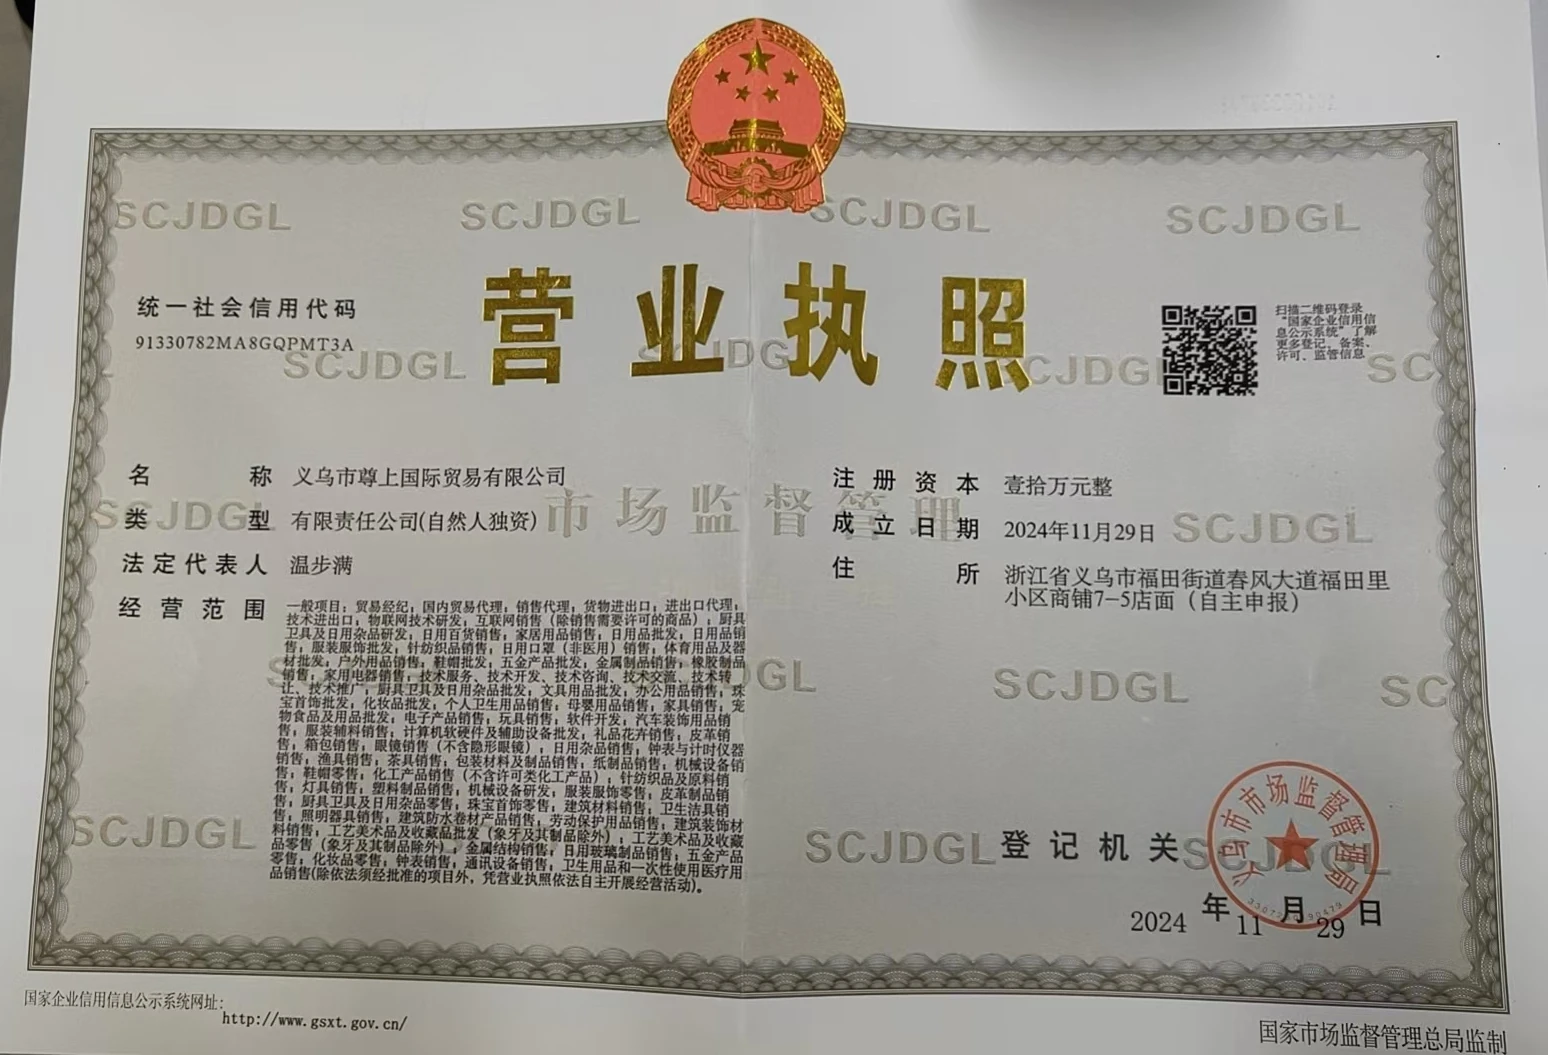 营业执照
统一社会信用代码
91330782MA8GQPMT3A
扫描二维码登录
“国家企业信用信
息公示系统”了解
更多登记、备案、
许可、监管信息
名称 义乌市尊上国际贸易有限公司
类型 有限责任公司(自然人独资)
法定代表人 温步满
经营范围 一般项目：贸易经纪；国内贸易代理；销售代理；货物进出口；进出口代理；
技术进出口；物联网技术研发；互联网销售（除销售需要许可的商品）；厨具
卫具及日用杂品研发；日用百货销售；家居用品销售；日用品批发；日用品销
售；服装服饰批发；针纺织品销售；日用口罩（非医用）销售；体育用品及器
材批发；户外用品销售；鞋帽批发；五金产品批发；金属制品销售；橡胶制品
销售；家用电器销售；技术服务、技术开发、技术咨询、技术交流、技术转
让、技术推广；厨具卫具及日用杂品批发；文具用品批发；办公用品销售；珠
宝首饰批发；化妆品批发；个人卫生用品销售；母婴用品销售；家具销售；宠
物食品及用品批发；电子产品销售；玩具销售；软件开发；汽车装饰用品销
售；服装辅料销售；计算机软硬件及辅助设备批发；礼品花卉销售；皮革销
售；箱包销售；眼镜销售（不含隐形眼镜）；日用杂品销售；钟表与计时仪器
销售；渔具销售；茶具销售；包装材料及制品销售；纸制品销售；机械设备销
售；鞋帽零售；化工产品销售（不含许可类化工产品）；针纺织品及原料销
售；灯具销售；塑料制品销售；机械设备研发；服装服饰零售；皮革制品销
售；厨具卫具及日用杂品零售；珠宝首饰零售；建筑材料销售；卫生洁具销
售；照明器具销售；建筑防水卷材产品销售；劳动保护用品销售；建筑装饰材
料销售；工艺美术品及收藏品批发（象牙及其制品除外）；工艺美术品及收藏
品零售（象牙及其制品除外）；金属结构销售；日用玻璃制品销售；五金产品
零售；化妆品零售；钟表销售；通讯设备销售；卫生用品和一次性使用医疗用
品销售(除依法须经批准的项目外，凭营业执照依法自主开展经营活动)。
注册资本 壹拾万元整
成立日期 2024年11月29日
住所 浙江省义乌市福田街道春风大道福田里
小区商铺7-5店面（自主申报）
登记机关
义乌市市场监督管理局
2024年11月29日
SCJDGL
市场监督管理
国家企业信用信息公示系统网址:
http://www.gsxt.gov.cn/
国家市场监督管理总局监制